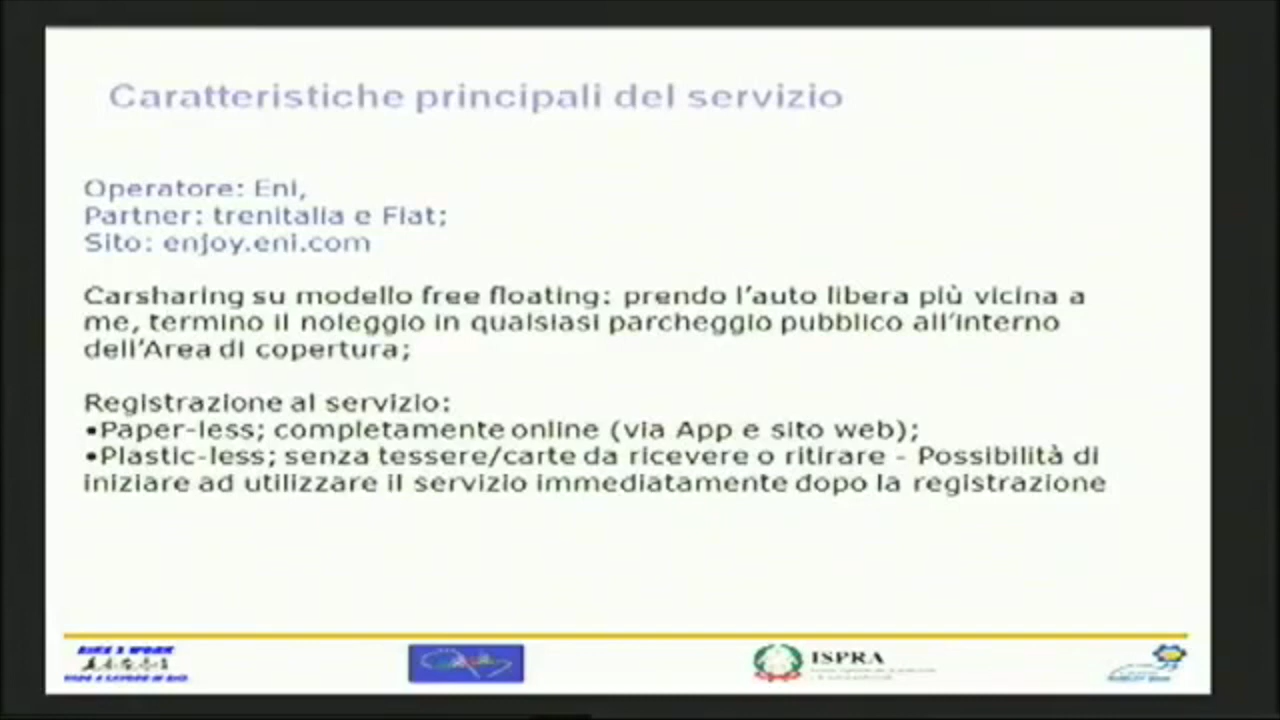 Caratteristiche principali del servizio
Operatore: Eni,
Partner: trenitalia e Fiat;
Sito: enjoy.eni.com
Carsharing su modello free floating: prendo l'auto libera più vicina a
me, termino il noleggio in qualsiasi parcheggio pubblico all'interno
dell'Area di copertura;
Registrazione al servizio:
•Paper-less; completamente online (via App e sito web);
•Plastic-less; senza tessere/carte da ricevere o ritirare - Possibilità di
iniziare ad utilizzare il servizio immediatamente dopo la registrazione
BIKE 2 WORK
ISPRA